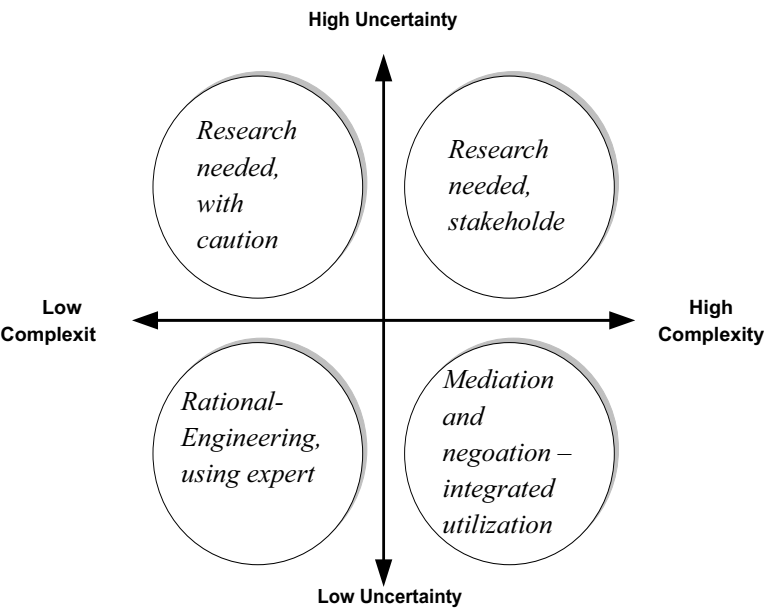 High Uncertainty
Research
needed,
with
caution
Research
needed,
stakeholde
Low
Complexit
High
Complexity
Rational-
Engineering,
using expert
Mediation
and
negoation –
integrated
utilization
Low Uncertainty